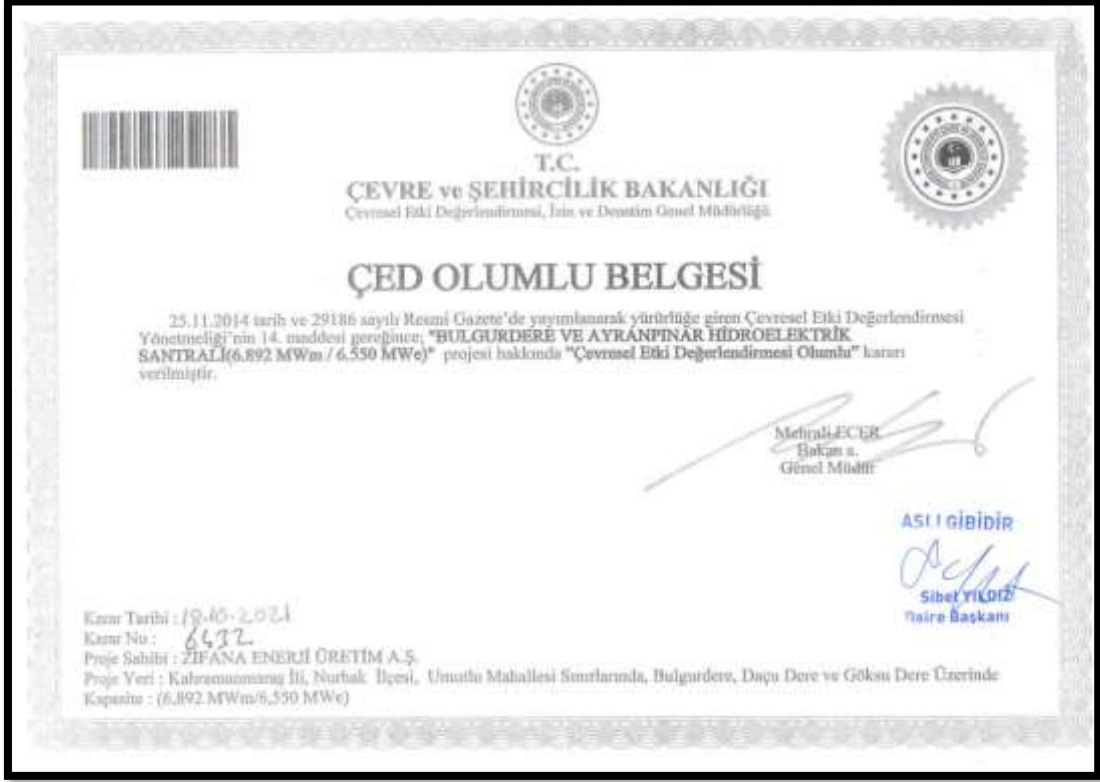 T.C.
ÇEVRE ve ŞEHİRCİLİK BAKANLIĞI
Çevresel Etki Değerlendirmesi, İzin ve Denetim Genel Müdürlüğü
ÇED OLUMLU BELGESİ
25.11.2014 tarih ve 29186 sayılı Resmi Gazete'de yayımlanarak yürürlüğe giren Çevresel Etki Değerlendirmesi
Yönetmeliği'nin 14. maddesi gereğince, "BULGURDERE VE AYRANPINAR HİDROELEKTRİK
SANTRALİ(6.892 MWm / 6.550 MWe)" projesi hakkında "Çevresel Etki Değerlendirmesi Olumlu" kararı
verilmiştir.
Mehrali ECER
Bakan a.
Genel Müdür
ASLI GİBİDİR
Sibel YILDIZ
Daire Başkanı
Karar Tarihi : 18.10.2021
Karar No : 6432
Proje Sahibi : ZİFANA ENERJİ ÜRETİM A.Ş.
Proje Yeri : Kahramanmaraş İli, Nurhak İlçesi, Umutlu Mahallesi Sınırlarında, Bulgurdere, Daçu Dere ve Göksu Dere Üzerinde
Kapasite : (6,892 MWm/6,550 MWe)